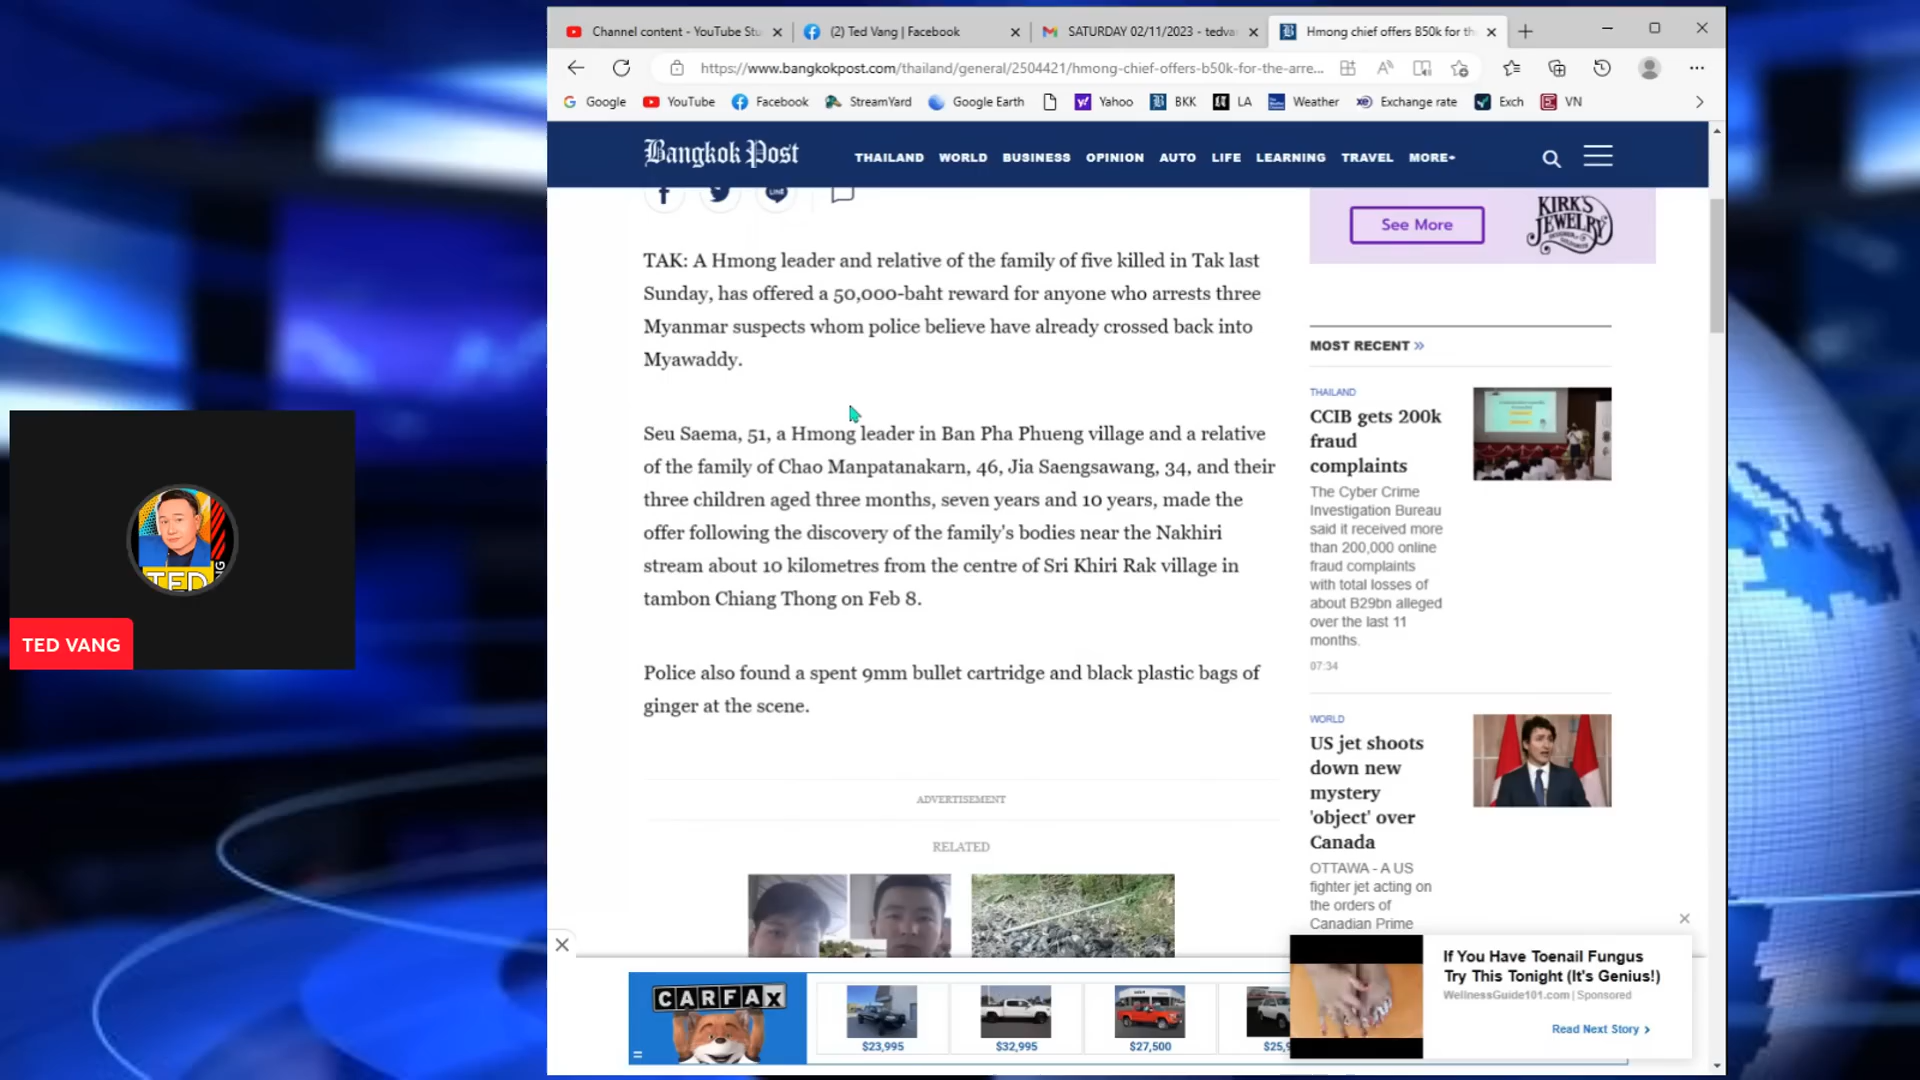 Channel content - YouTube Stu
(2) Ted Vang | Facebook
SATURDAY 02/11/2023 - tedva
Hmong chief offers B50k for th
https://www.bangkokpost.com/thailand/general/2504421/hmong-chief-offers-b50k-for-the-arre...
Google
YouTube
Facebook
StreamYard
Google Earth
Yahoo
BKK
LA
Weather
Exchange rate
Exch
VN
Bangkok Post
THAILAND
WORLD
BUSINESS
OPINION
AUTO
LIFE
LEARNING
TRAVEL
MORE+
LINE
TAK: A Hmong leader and relative of the family of five killed in Tak last
Sunday, has offered a 50,000-baht reward for anyone who arrests three
Myanmar suspects whom police believe have already crossed back into
Myawaddy.
Seu Saema, 51, a Hmong leader in Ban Pha Phueng village and a relative
of the family of Chao Manpatanakarn, 46, Jia Saengsawang, 34, and their
three children aged three months, seven years and 10 years, made the
offer following the discovery of the family's bodies near the Nakhiri
stream about 10 kilometres from the centre of Sri Khiri Rak village in
tambon Chiang Thong on Feb 8.
Police also found a spent 9mm bullet cartridge and black plastic bags of
ginger at the scene.
ADVERTISEMENT
RELATED
See More
KIRK'S
JEWELRY
MOST RECENT »
THAILAND
CCIB gets 200k
fraud
complaints
The Cyber Crime
Investigation Bureau
said it received more
than 200,000 online
fraud complaints
with total losses of
about B29bn alleged
over the last 11
months.
07:34
WORLD
US jet shoots
down new
mystery
'object' over
Canada
OTTAWA - A US
fighter jet acting on
the orders of
Canadian Prime
If You Have Toenail Fungus
Try This Tonight (It's Genius!)
WellnessGuide101.com | Sponsored
Read Next Story >
CARFAX
$23,995
$32,995
$27,500
$25,9
TED
NG
TED VANG